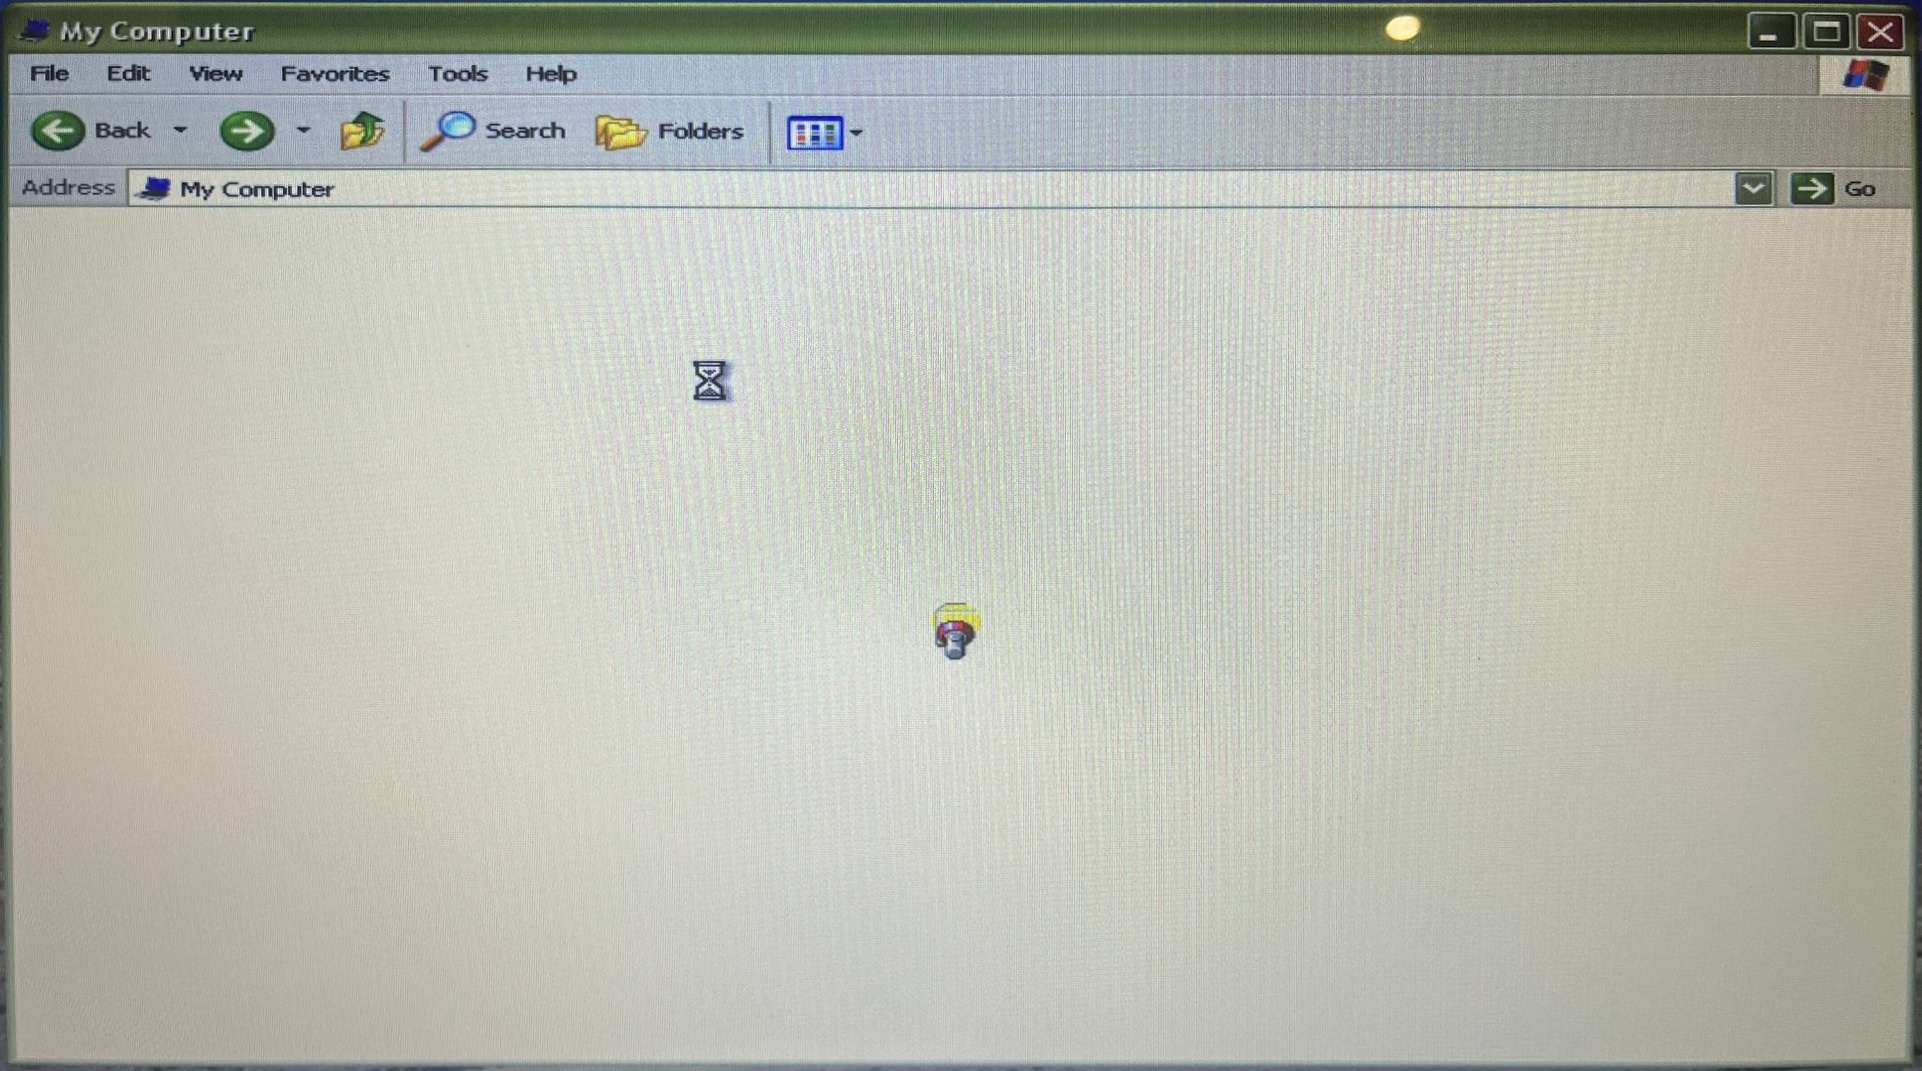 My Computer
File Edit View Favorites Tools Help
Back Search Folders
Address My Computer Go